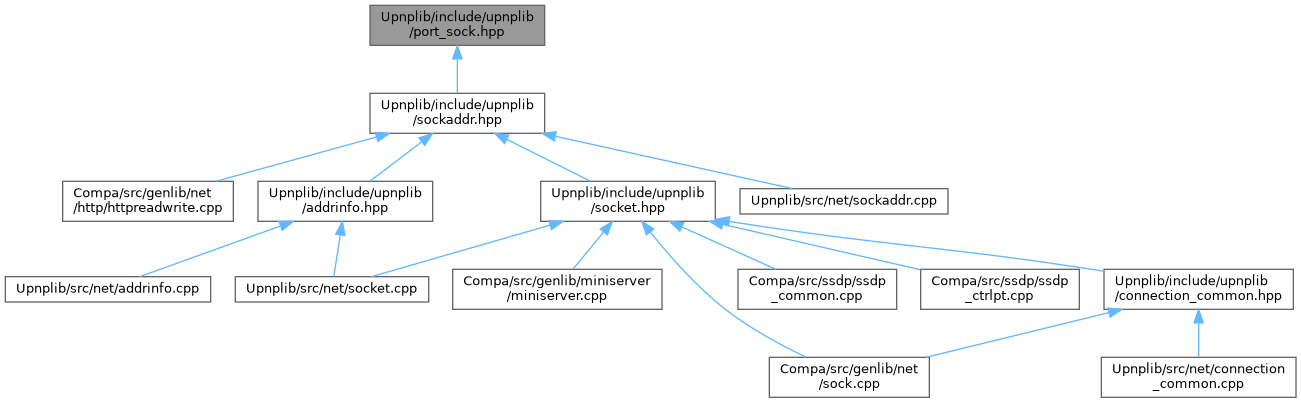 Upnplib/include/upnplib
/port_sock.hpp
Upnplib/include/upnplib
/sockaddr.hpp
Compa/src/genlib/net
/http/httpreadwrite.cpp
Upnplib/include/upnplib
/addrinfo.hpp
Upnplib/include/upnplib
/socket.hpp
Upnplib/src/net/sockaddr.cpp
Upnplib/src/net/addrinfo.cpp
Upnplib/src/net/socket.cpp
Compa/src/genlib/miniserver
/miniserver.cpp
Compa/src/ssdp/ssdp
_common.cpp
Compa/src/ssdp/ssdp
_ctrlpt.cpp
Upnplib/include/upnplib
/connection_common.hpp
Compa/src/genlib/net
/sock.cpp
Upnplib/src/net/connection
_common.cpp